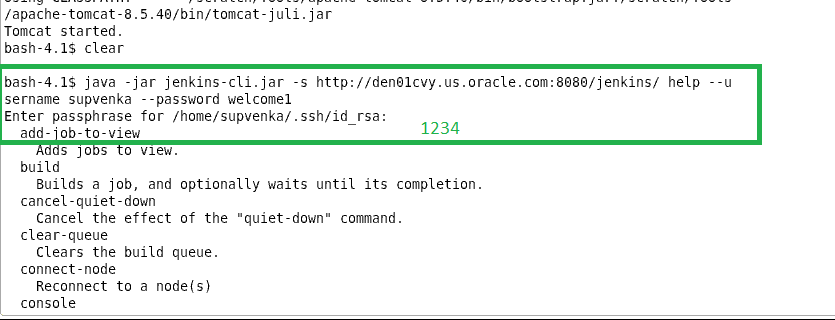 /apache-tomcat-8.5.40/bin/tomcat-juli.jar
Tomcat started.
bash-4.1$ clear
bash-4.1$ java -jar jenkins-cli.jar -s http://den01cvy.us.oracle.com:8080/jenkins/ help --u
sername supvenka --password welcome1
Enter passphrase for /home/supvenka/.ssh/id_rsa:
1234
  add-job-to-view
    Adds jobs to view.
  build
    Builds a job, and optionally waits until its completion.
  cancel-quiet-down
    Cancel the effect of the "quiet-down" command.
  clear-queue
    Clears the build queue.
  connect-node
    Reconnect to a node(s)
  console